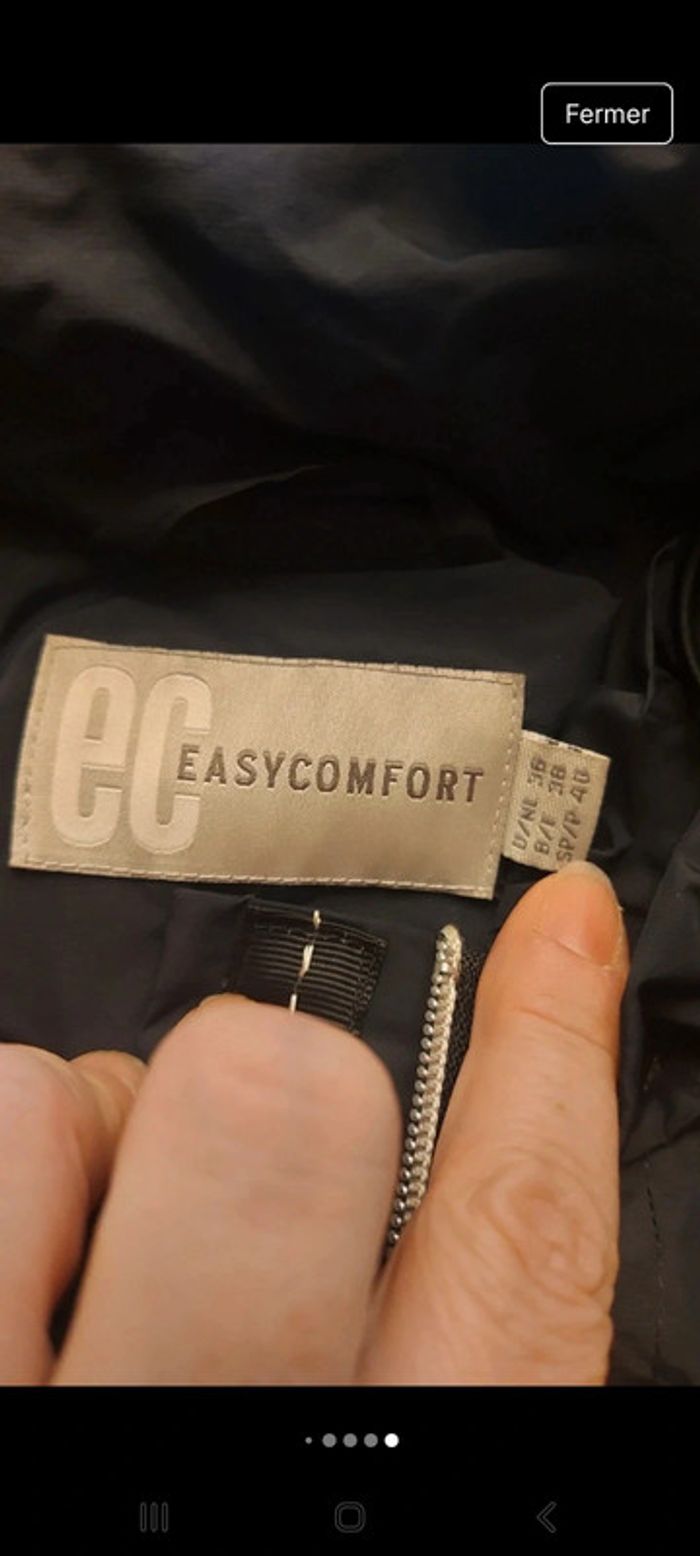 Fermer
ec
EASYCOMFORT
D/NL 36
B/F 38
SP/P 40